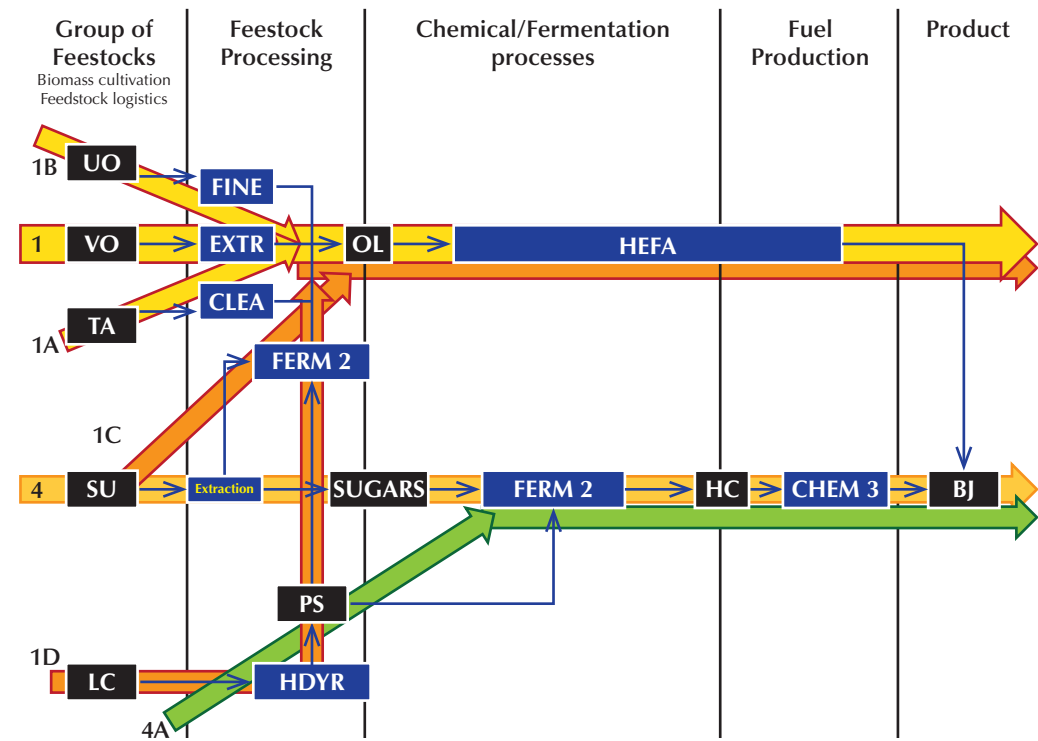 Group of
Feestocks
Biomass cultivation
Feedstock logistics
Feestock
Processing
Chemical/Fermentation
processes
Fuel
Production
Product
1B
UO
FINE
1
VO
EXTR
OL
HEFA
1A
TA
CLEA
FERM 2
1C
4
SU
Extraction
SUGARS
FERM 2
HC
CHEM 3
BJ
PS
1D
LC
HDYR
4A